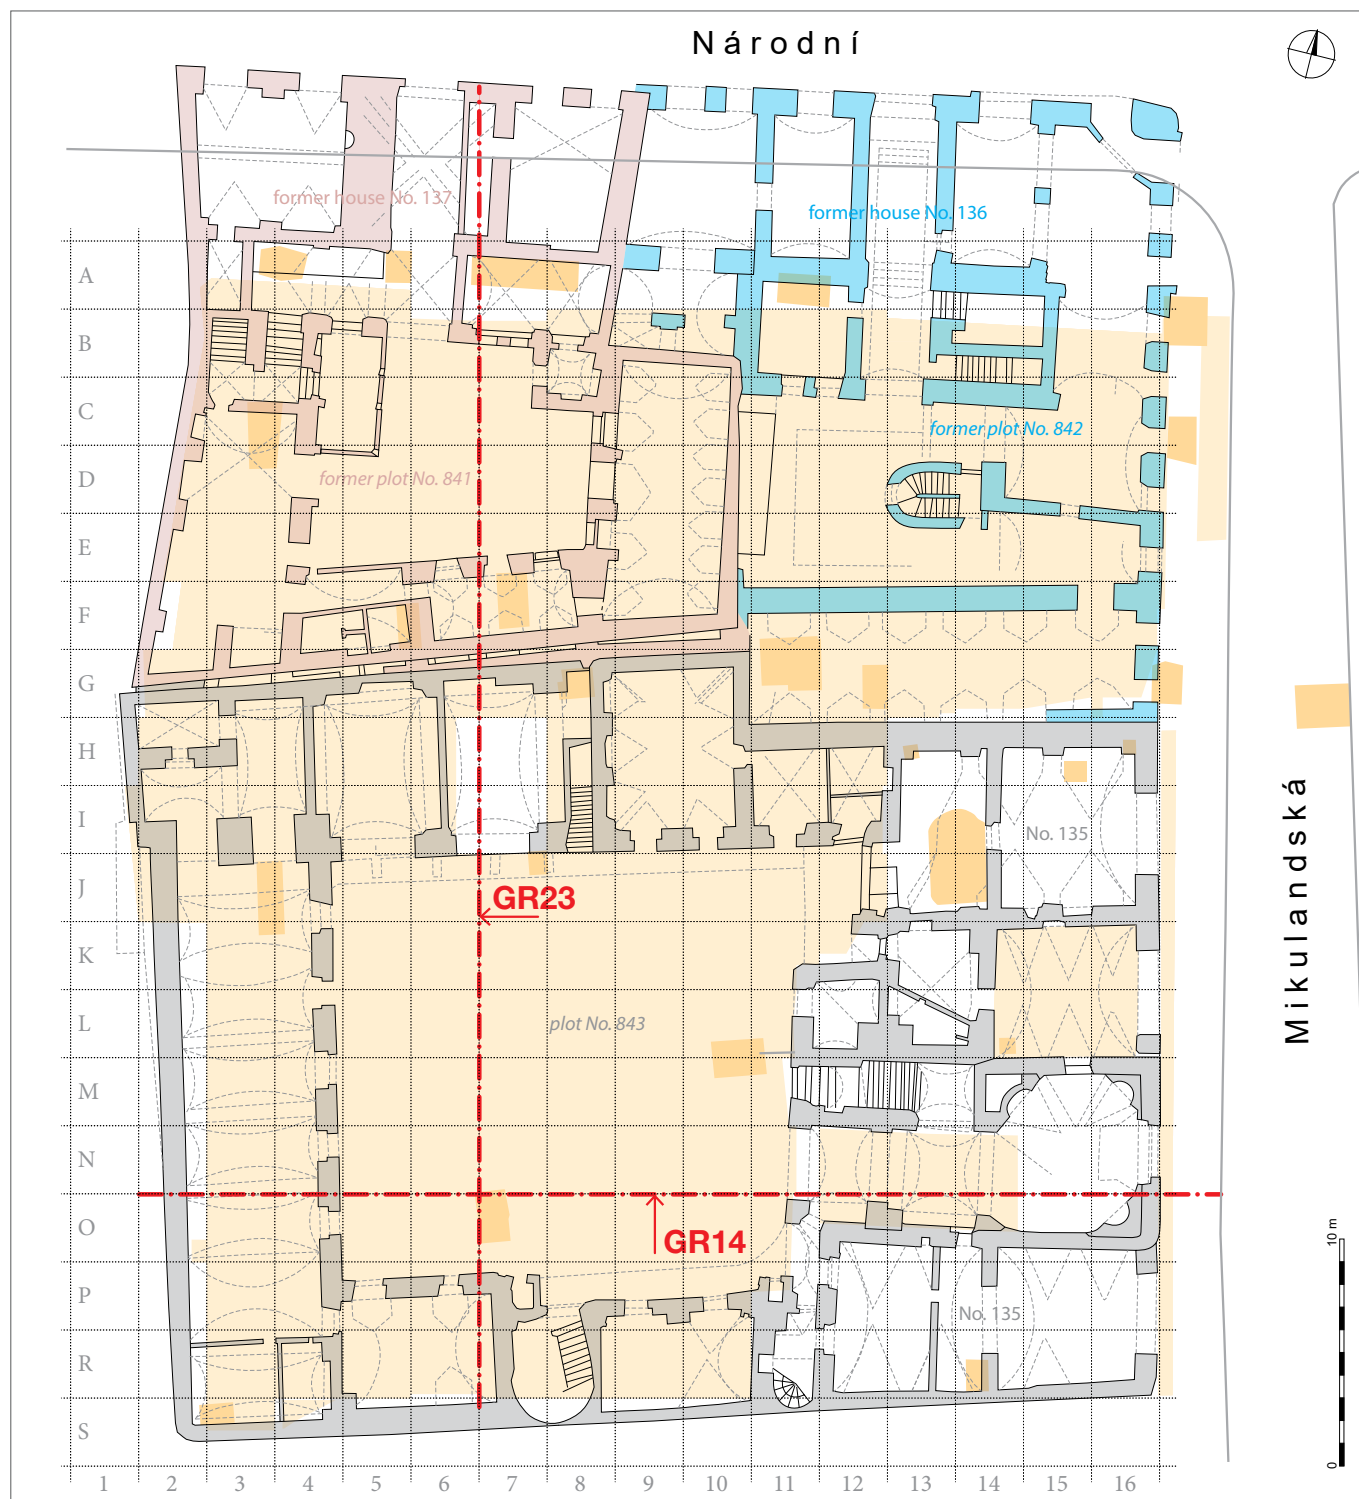 Národní
former house No. 137
former house No. 136
A
B
C
former plot No. 842
D
former plot No. 841
E
F
G
H
I
No. 135
J
GR23
K
L
plot No. 843
M
N
O
GR14
P
No. 135
R
S
1 2 3 4 5 6 7 8 9 10 11 12 13 14 15 16
Mikulandská
0 10 m